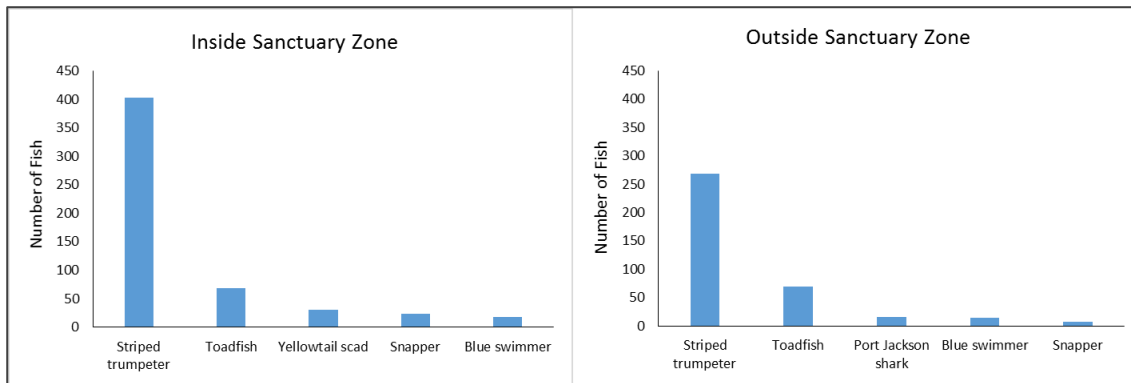 Inside Sanctuary Zone
Number of Fish
450
400
350
300
250
200
150
100
50
0
Striped
trumpeter
Toadfish
Yellowtail scad
Snapper
Blue swimmer
Outside Sanctuary Zone
Number of Fish
450
400
350
300
250
200
150
100
50
0
Striped
trumpeter
Toadfish
Port Jackson
shark
Blue swimmer
Snapper